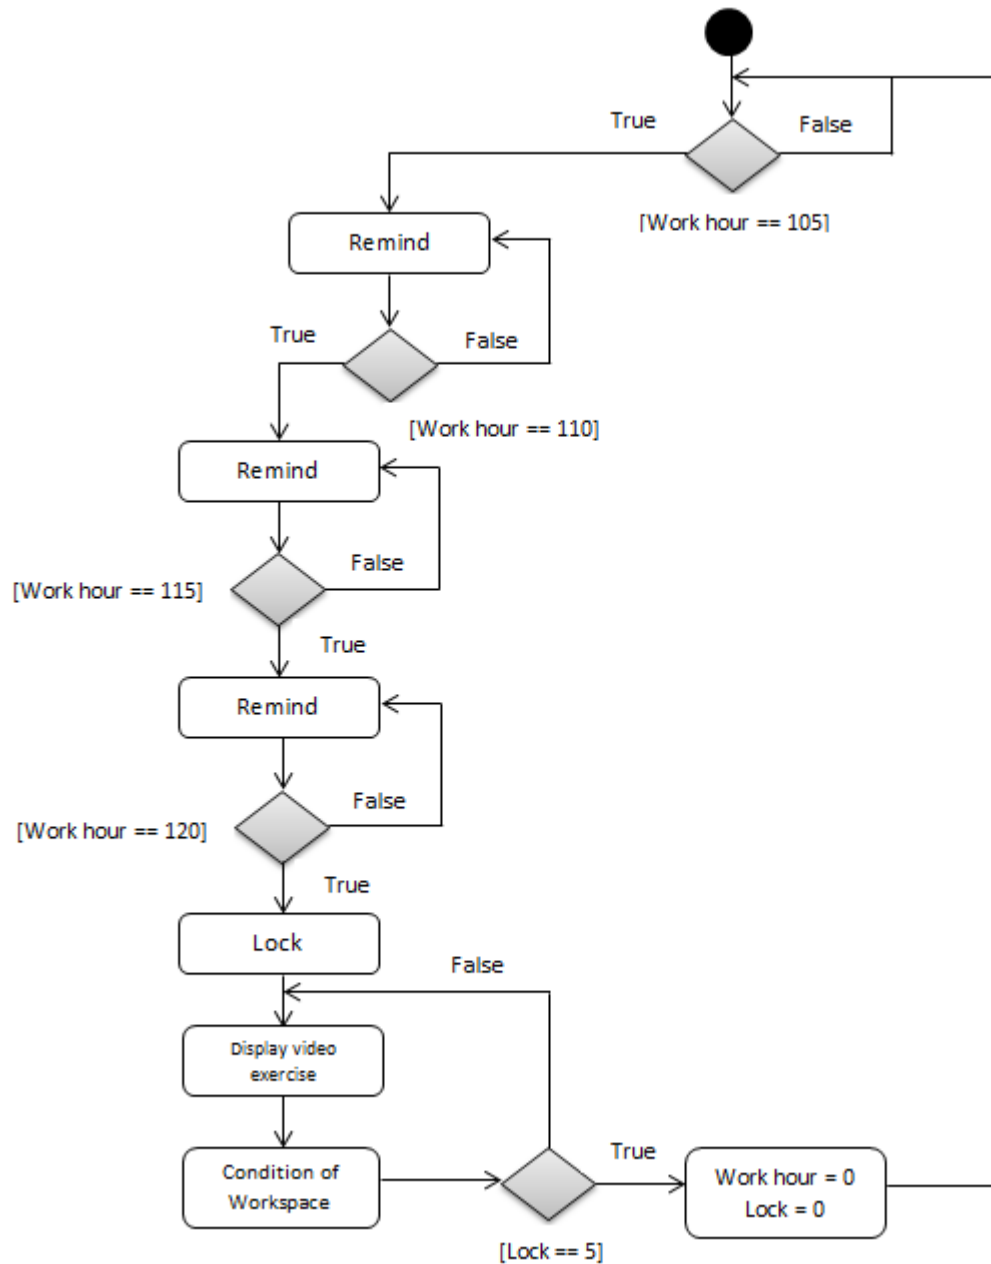 True
False
[Work hour == 105]
Remind
True
False
[Work hour == 110]
Remind
False
[Work hour == 115]
True
Remind
False
[Work hour == 120]
True
Lock
False
Display video
exercise
Condition of
Workspace
True
Work hour = 0
Lock = 0
[Lock == 5]